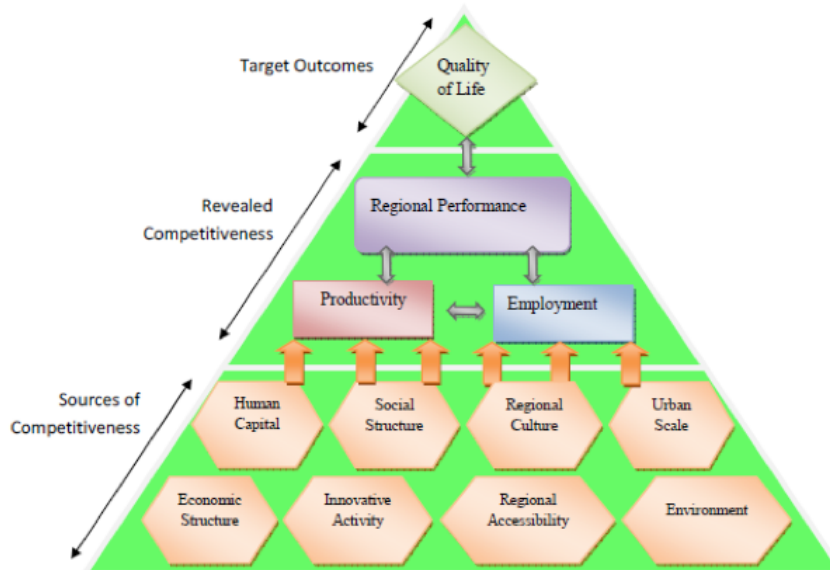 Target Outcomes
Quality
of Life
Revealed
Competitiveness
Regional Performance
Productivity
Employment
Sources of
Competitiveness
Human
Capital
Social
Structure
Regional
Culture
Urban
Scale
Economic
Structure
Innovative
Activity
Regional
Accessibility
Environment